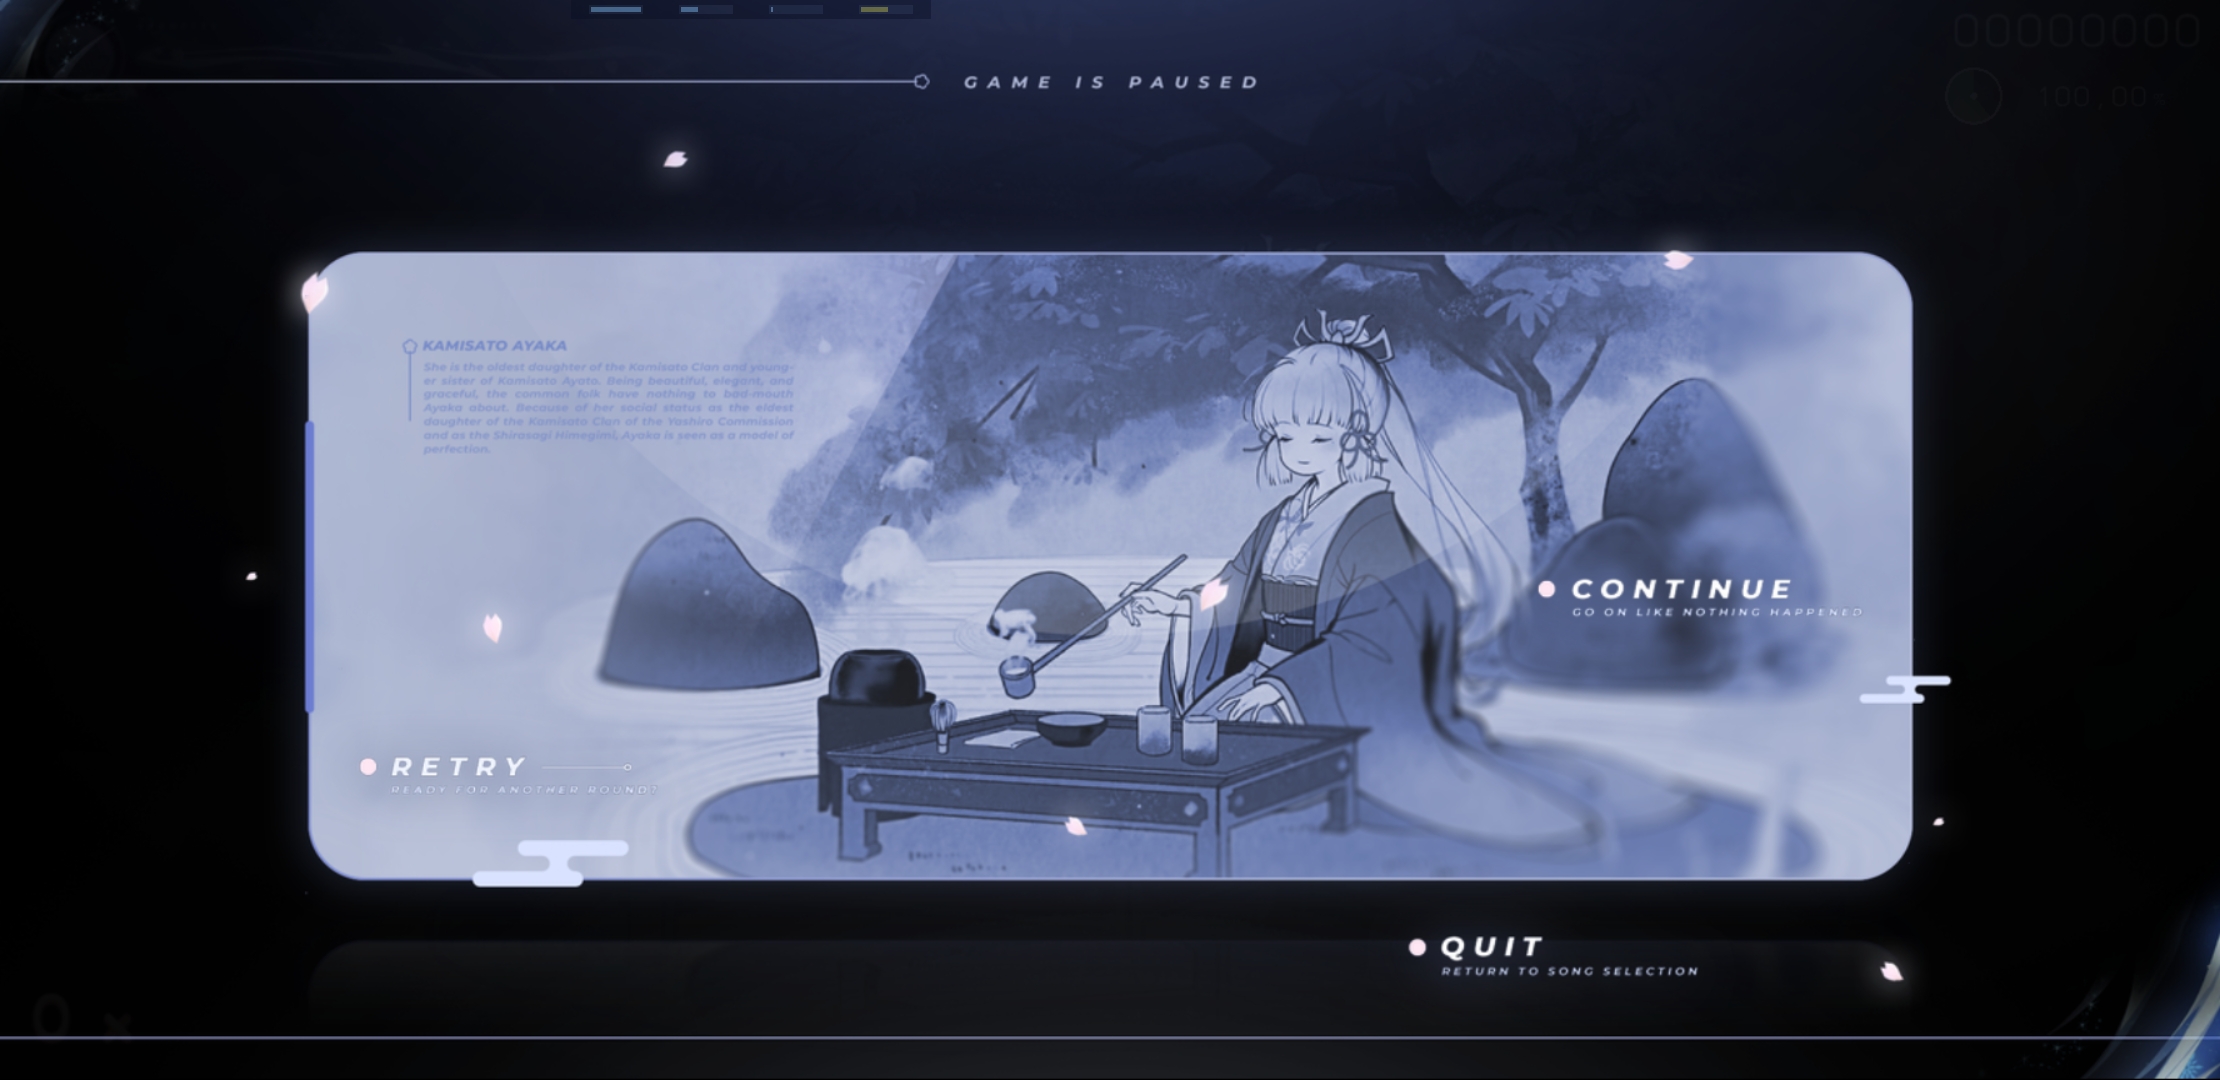 00000000
GAME IS PAUSED
100.00%
KAMISATO AYAKA
She is the oldest daughter of the Kamisato Clan and young-
er sister of Kamisato Ayato. Being beautiful, elegant, and
graceful, the common folk have nothing to bad-mouth
Ayaka about. Because of her social status as the eldest
daughter of the Kamisato Clan of the Yashiro Commission
and as the Shirasagi Himegimi, Ayaka is seen as a model of
perfection.
CONTINUE
GO ON LIKE NOTHING HAPPENED
RETRY
READY FOR ANOTHER ROUND?
QUIT
RETURN TO SONG SELECTION
0 x